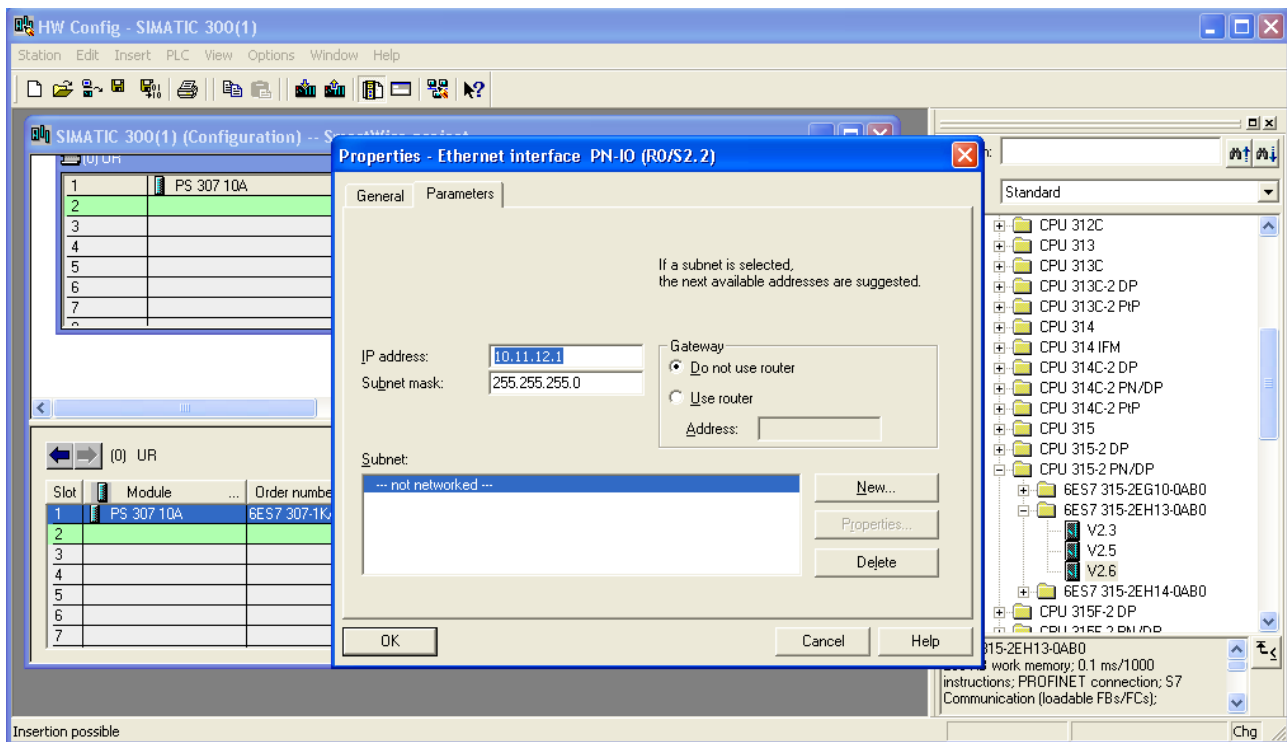 HW Config - SIMATIC 300(1)
Station Edit Insert PLC View Options Window Help
SIMATIC 300(1) (Configuration) --
(0) UR
1 PS 307 10A
2
3
4
5
6
7
Properties - Ethernet interface PN-IO (R0/S2.2)
General Parameters
If a subnet is selected,
the next available addresses are suggested.
IP address: 10.11.12.1
Subnet mask: 255.255.255.0
Gateway
Do not use router
Use router
Address:
Subnet:
--- not networked ---
New...
Properties...
Delete
OK Cancel Help
(0) UR
Slot Module ... Order numbe
1 PS 307 10A 6ES7 307-1K
2
3
4
5
6
7
Standard
CPU 312C
CPU 313
CPU 313C
CPU 313C-2 DP
CPU 313C-2 PtP
CPU 314
CPU 314 IFM
CPU 314C-2 DP
CPU 314C-2 PN/DP
CPU 314C-2 PtP
CPU 315
CPU 315-2 DP
CPU 315-2 PN/DP
6ES7 315-2EG10-0AB0
6ES7 315-2EH13-0AB0
V2.3
V2.5
V2.6
6ES7 315-2EH14-0AB0
CPU 315F-2 DP
CPU 315F-2 PN/DP
15-2EH13-0AB0
work memory; 0.1 ms/1000
instructions; PROFINET connection; S7
Communication (loadable FBs/FCs);
Insertion possible
Chg